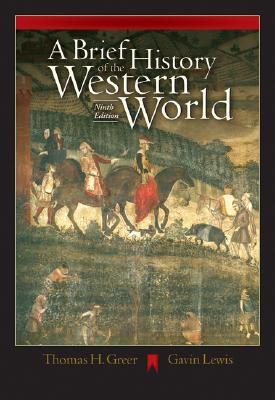 A Brief
of the
History
Western
Ninth
Edition
World
Thomas H. Greer
Gavin Lewis